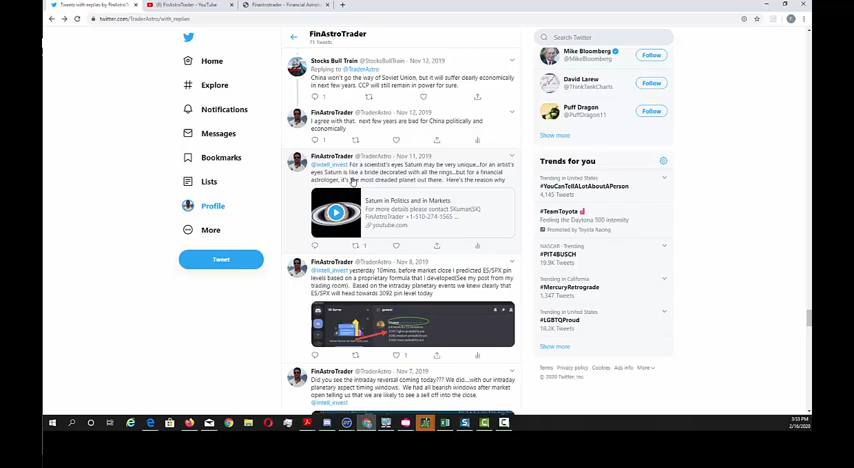 Tweets with replies by FinAstroT
(8) FinAstroTrader - YouTube
Finantrotrader - Financial Astrol
twitter.com/TraderAstro/with_replies
FinAstroTrader
71 Tweets
Search Twitter
Home
Explore
Notifications
Messages
Bookmarks
Lists
Profile
More
Tweet
Stocks Bull Train @StocksBullTrain · Nov 12, 2019
Replying to @TraderAstro
China won't go the way of Soviet Union, but it will suffer dearly economically
in next few years. CCP will still remain in power for sure.
1
FinAstroTrader @TraderAstro · Nov 12, 2019
I agree with that. next few years are bad for China politically and
economically
1
FinAstroTrader @TraderAstro · Nov 11, 2019
@intell_invest For a scientist's eyes Saturn may be very unique...for an artist's
eyes Saturn is like a bride decorated with all the rings...but for a financial
astrologer, it's the most dreaded planet out there. Here's the reason why
Saturn in Politics and in Markets
For more details please contact SKumar(SK)
FinAstroTrader +1-510-274-1565 ...
youtube.com
1
FinAstroTrader @TraderAstro · Nov 8, 2019
@intell_invest yesterday 10mins. before market close I predicted ES/SPX pin
levels based on a proprietary formula that I developed(See my post from my
trading room). Based on the intraday planetary events we knew clearly that
ES/SPX will head towards 3092 pin level today
1
FinAstroTrader @TraderAstro · Nov 7, 2019
Did you see the intraday reversal coming today??? We did...with our intraday
planetary aspect timing windows. We had all bearish windows after market
open telling us that we are likely to see a sell off into the close.
@intell_invest
Mike Bloomberg
@MikeBloomberg
Follow
David Larew
@ThinkTankCharts
Follow
Puff Dragon
@PuffDragon11
Follow
Show more
Trends for you
Trending in United States
#YouCanTellALotAboutAPerson
4,145 Tweets
#TeamToyota
Feeling the Daytona 500 intensity
Promoted by Toyota Racing
NASCAR · Trending
#PIT4BUSCH
19.9K Tweets
Trending in California
#MercuryRetrograde
1,347 Tweets
Trending in United States
#LGBTQProud
18.2K Tweets
Show more
Terms Privacy policy Cookies Ads info More
© 2020 Twitter, Inc.
3:53 PM
2/16/2020